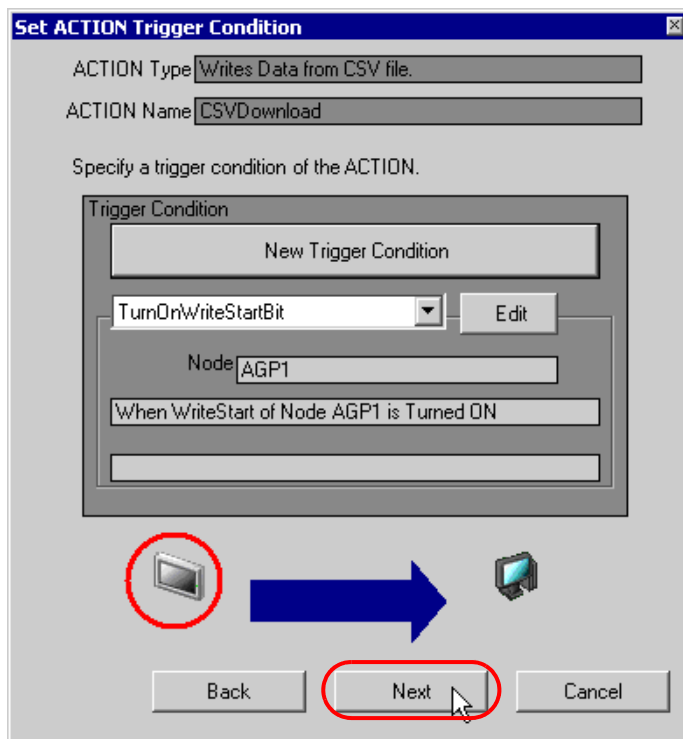 Set ACTION Trigger Condition
ACTION Type Writes Data from CSV file.
ACTION Name CSVDownload
Specify a trigger condition of the ACTION.
Trigger Condition
New Trigger Condition
TurnOnWriteStartBit Edit
Node AGP1
When WriteStart of Node AGP1 is Turned ON
Back Next Cancel